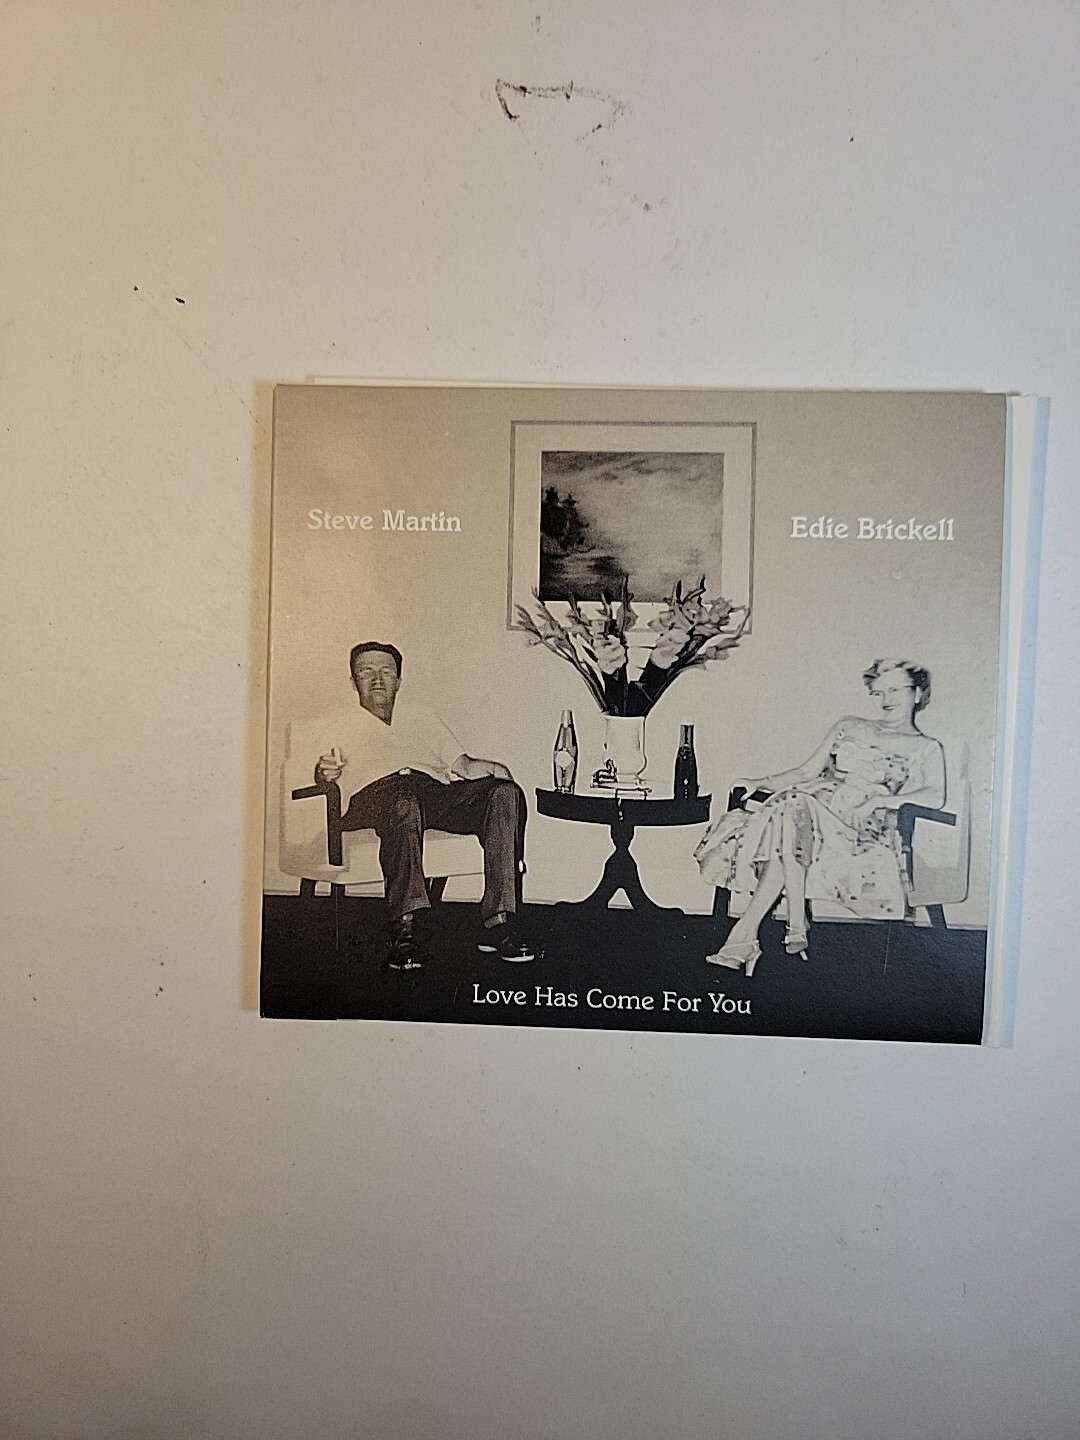 Steve Martin
Edie Brickell
Love Has Come For You